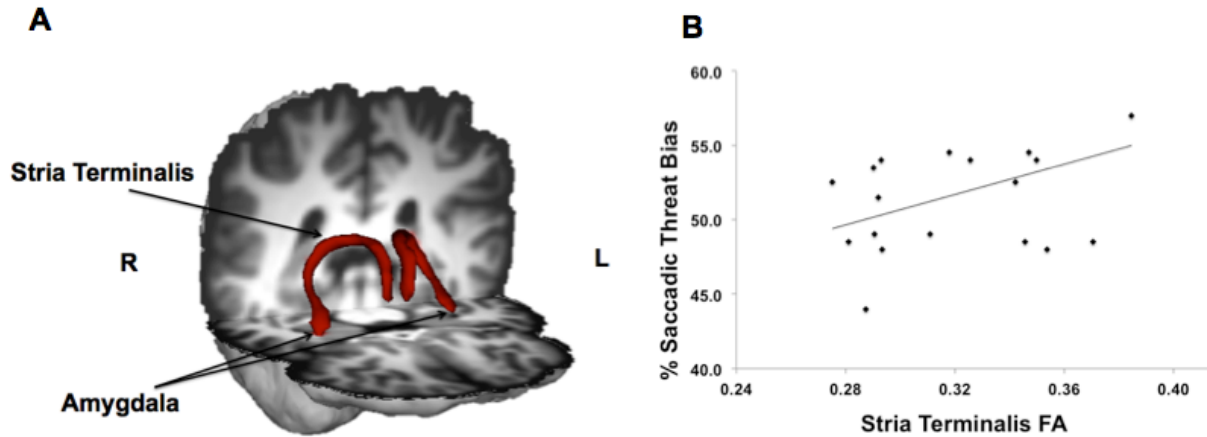 A
Stria Terminalis
R
L
Amygdala
B
% Saccadic Threat Bias
60.0
55.0
50.0
45.0
40.0
0.24
0.28
0.32
0.36
0.40
Stria Terminalis FA